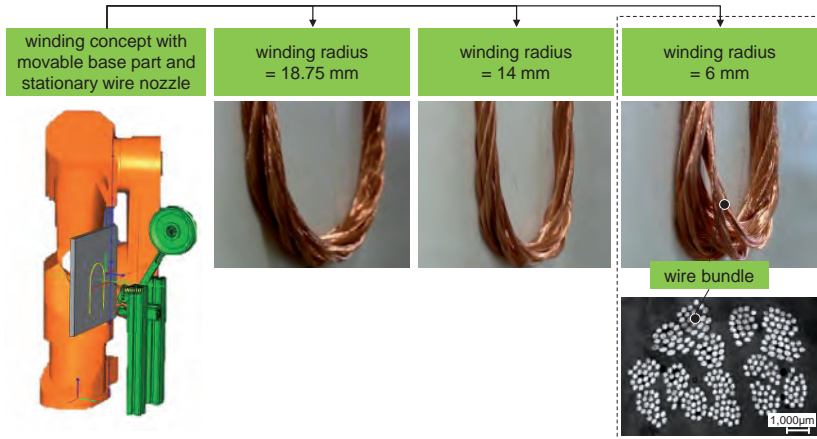 winding concept with
movable base part and
stationary wire nozzle
winding radius
= 18.75 mm
winding radius
= 14 mm
winding radius
= 6 mm
wire bundle
1,000µm